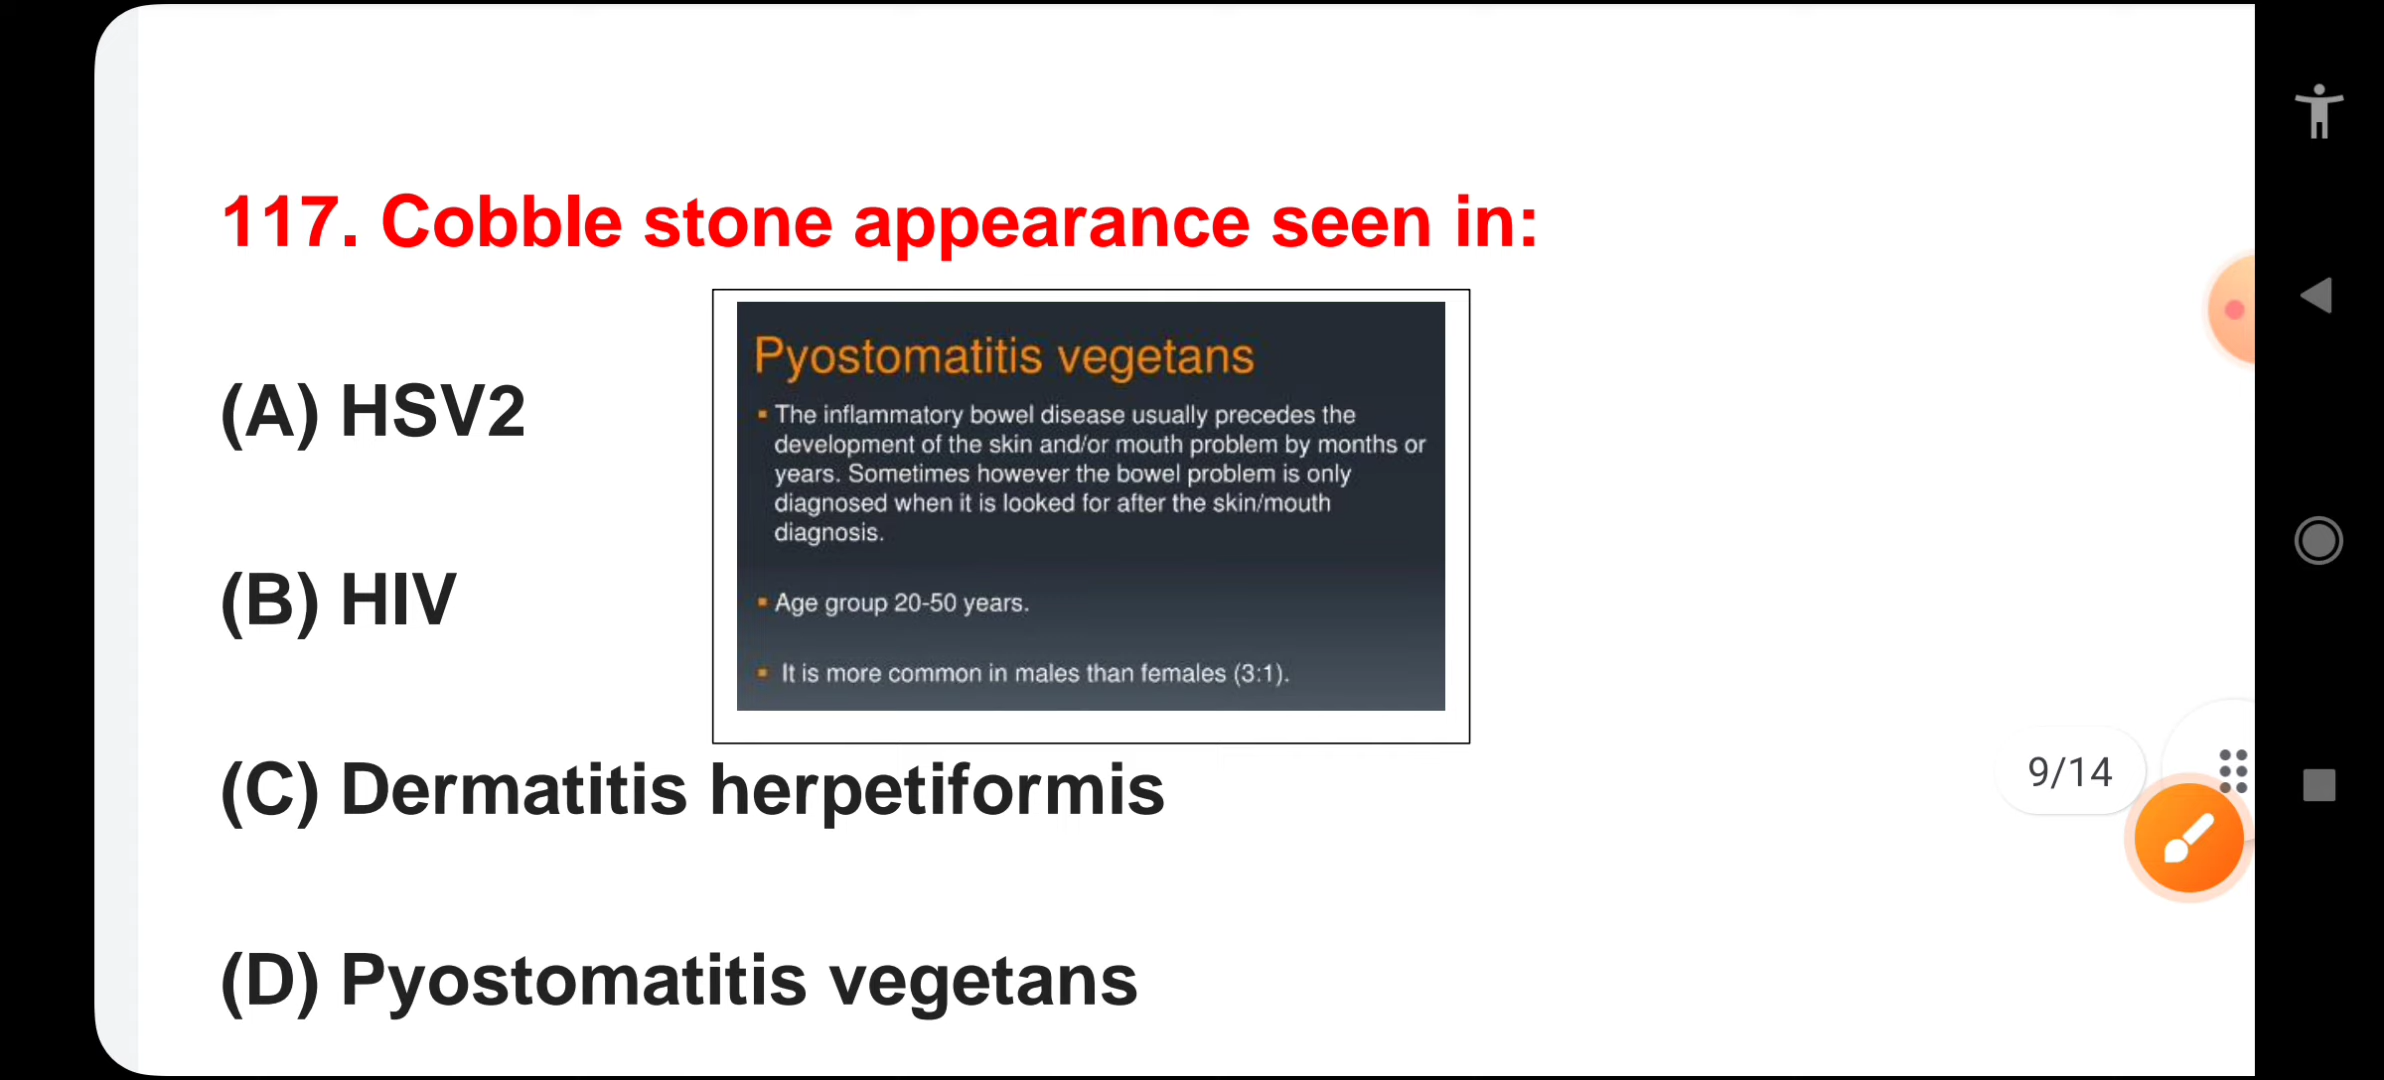 117. Cobble stone appearance seen in:
(A) HSV2
Pyostomatitis vegetans
▪ The inflammatory bowel disease usually precedes the
development of the skin and/or mouth problem by months or
years. Sometimes however the bowel problem is only
diagnosed when it is looked for after the skin/mouth
diagnosis.
▪ Age group 20-50 years.
▪ It is more common in males than females (3:1).
(B) HIV
(C) Dermatitis herpetiformis
(D) Pyostomatitis vegetans
9/14